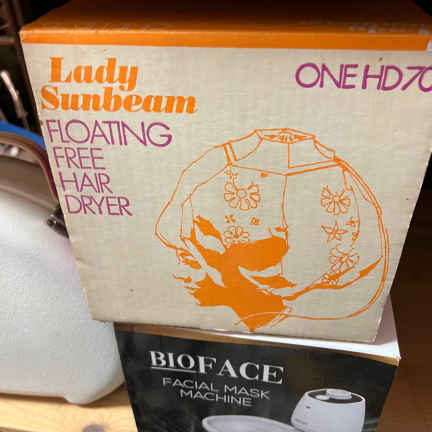 Lady
Sunbeam
ONE HD70
FLOATING
FREE
HAIR
DRYER
BIOFACE
FACIAL MASK
MACHINE